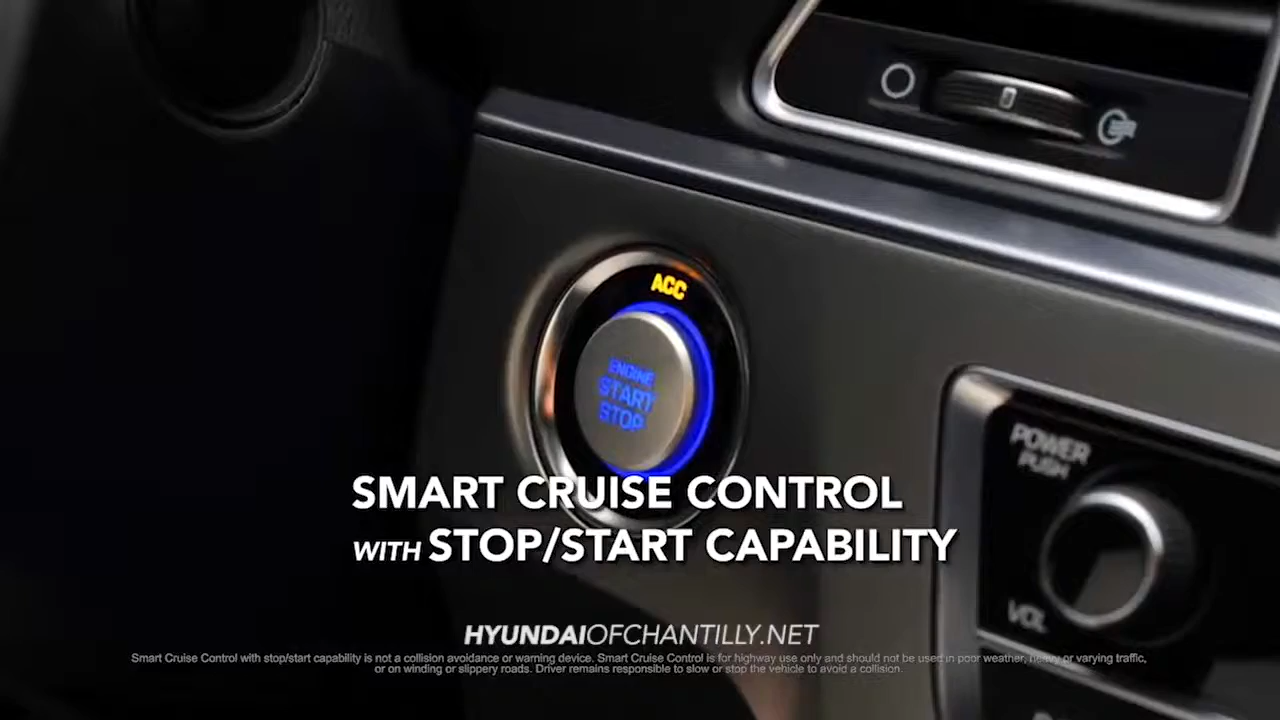 ACC
ENGINE
START
STOP
POWER
PUSH
VOL
SMART CRUISE CONTROL
WITH STOP/START CAPABILITY
HYUNDAIOFCHANTILLY.NET
Smart Cruise Control with stop/start capability is not a collision avoidance or warning device. Smart Cruise Control is for highway use only and should not be used in poor weather, heavy or varying traffic,
or on winding or slippery roads. Driver remains responsible to slow or stop the vehicle to avoid a collision.